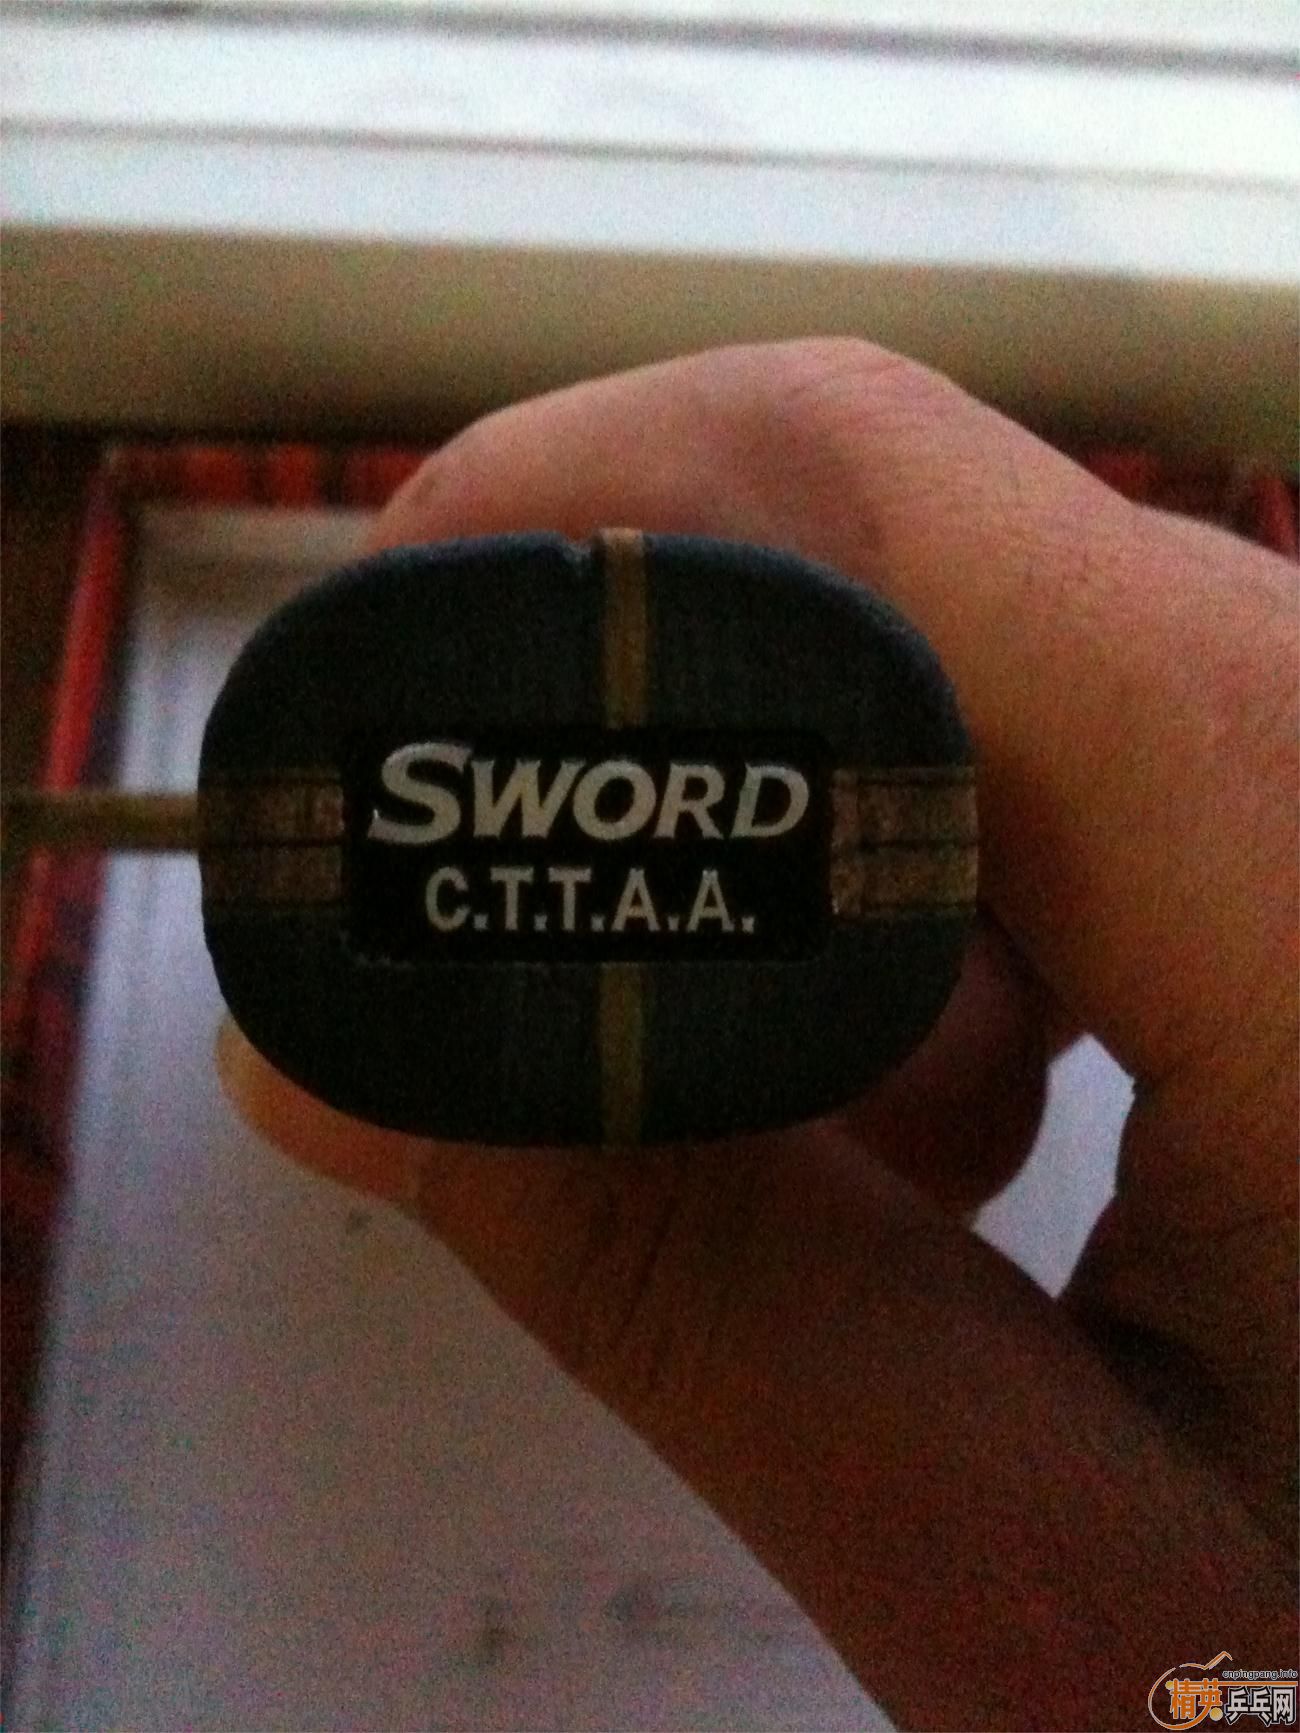 SWORD
C.T.T.A.A.
cnpingpang.info
精英乒乓网